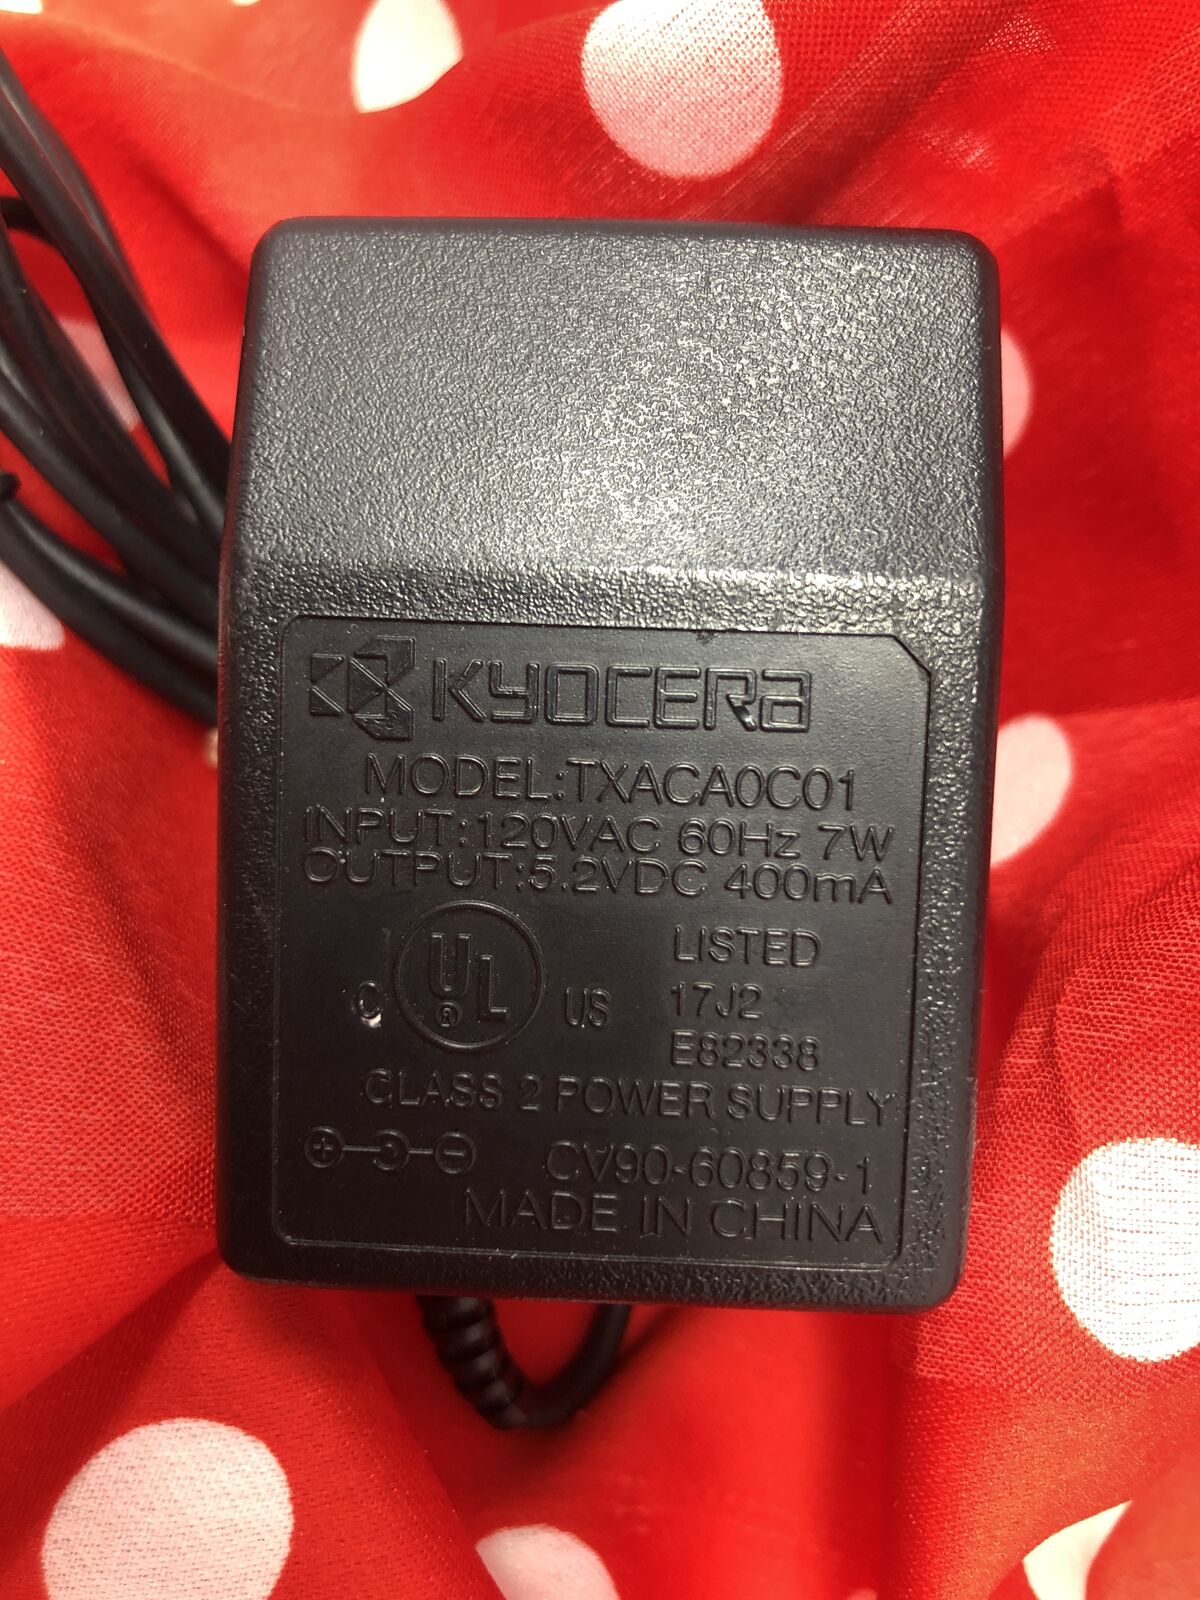 KYOCERA
MODEL:TXACA0C01
INPUT:120VAC 60Hz 7W
OUTPUT:5.2VDC 400mA
C UL® US
LISTED
17J2
E82338
CLASS 2 POWER SUPPLY
CV90-60859-1
MADE IN CHINA